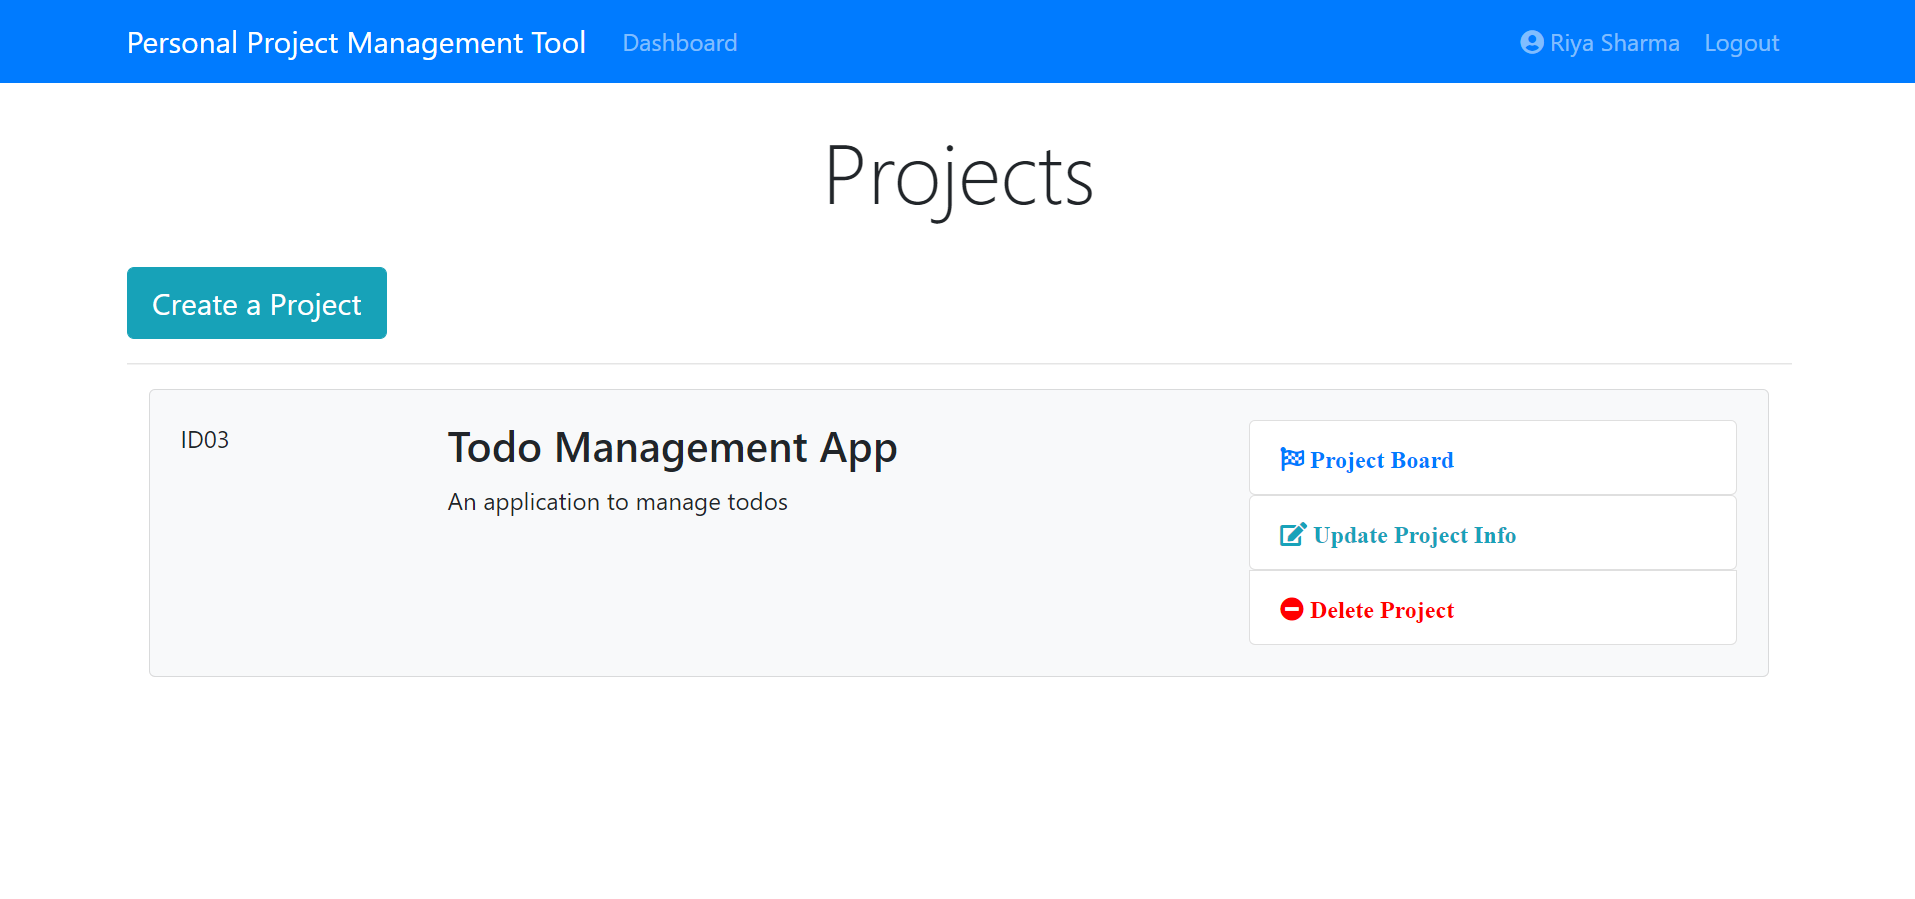 Personal Project Management Tool Dashboard Riya Sharma Logout
Projects
Create a Project
ID03
Todo Management App
An application to manage todos
Project Board
Update Project Info
Delete Project